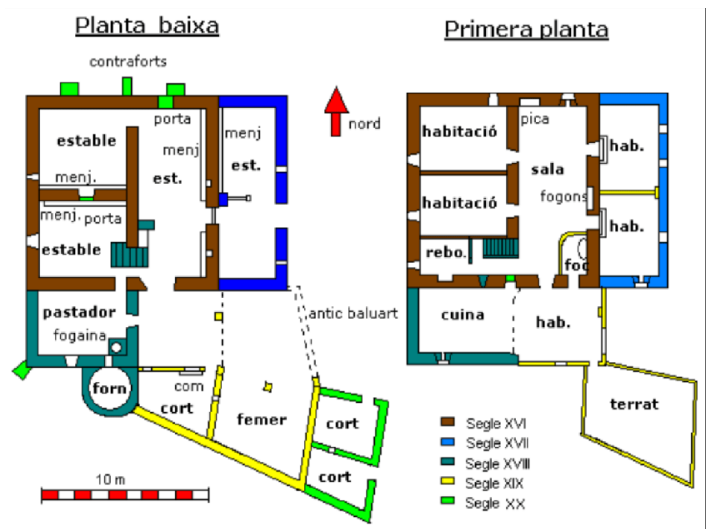 Planta baixa
contraforts
porta
estable
menj
menj
est.
est.
menj.
menj.
porta
estable
pastador
fogaina
forn
com
cort
femer
antic baluart
cort
cort
10 m
nord
Primera planta
pica
habitació
hab.
sala
habitació
fogons
hab.
rebo.
foc
cuina
hab.
terrat
Segle XVI
Segle XVII
Segle XVIII
Segle XIX
Segle XX